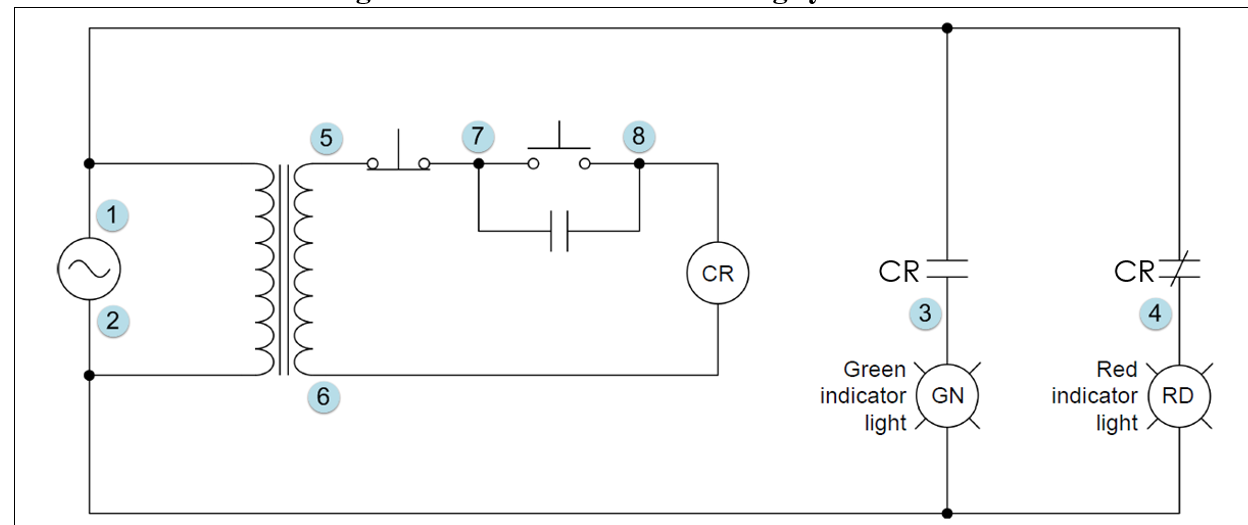 5
7
8
1
2
6
CR
CR
3
CR
4
Green
indicator
light
GN
Red
indicator
light
RD